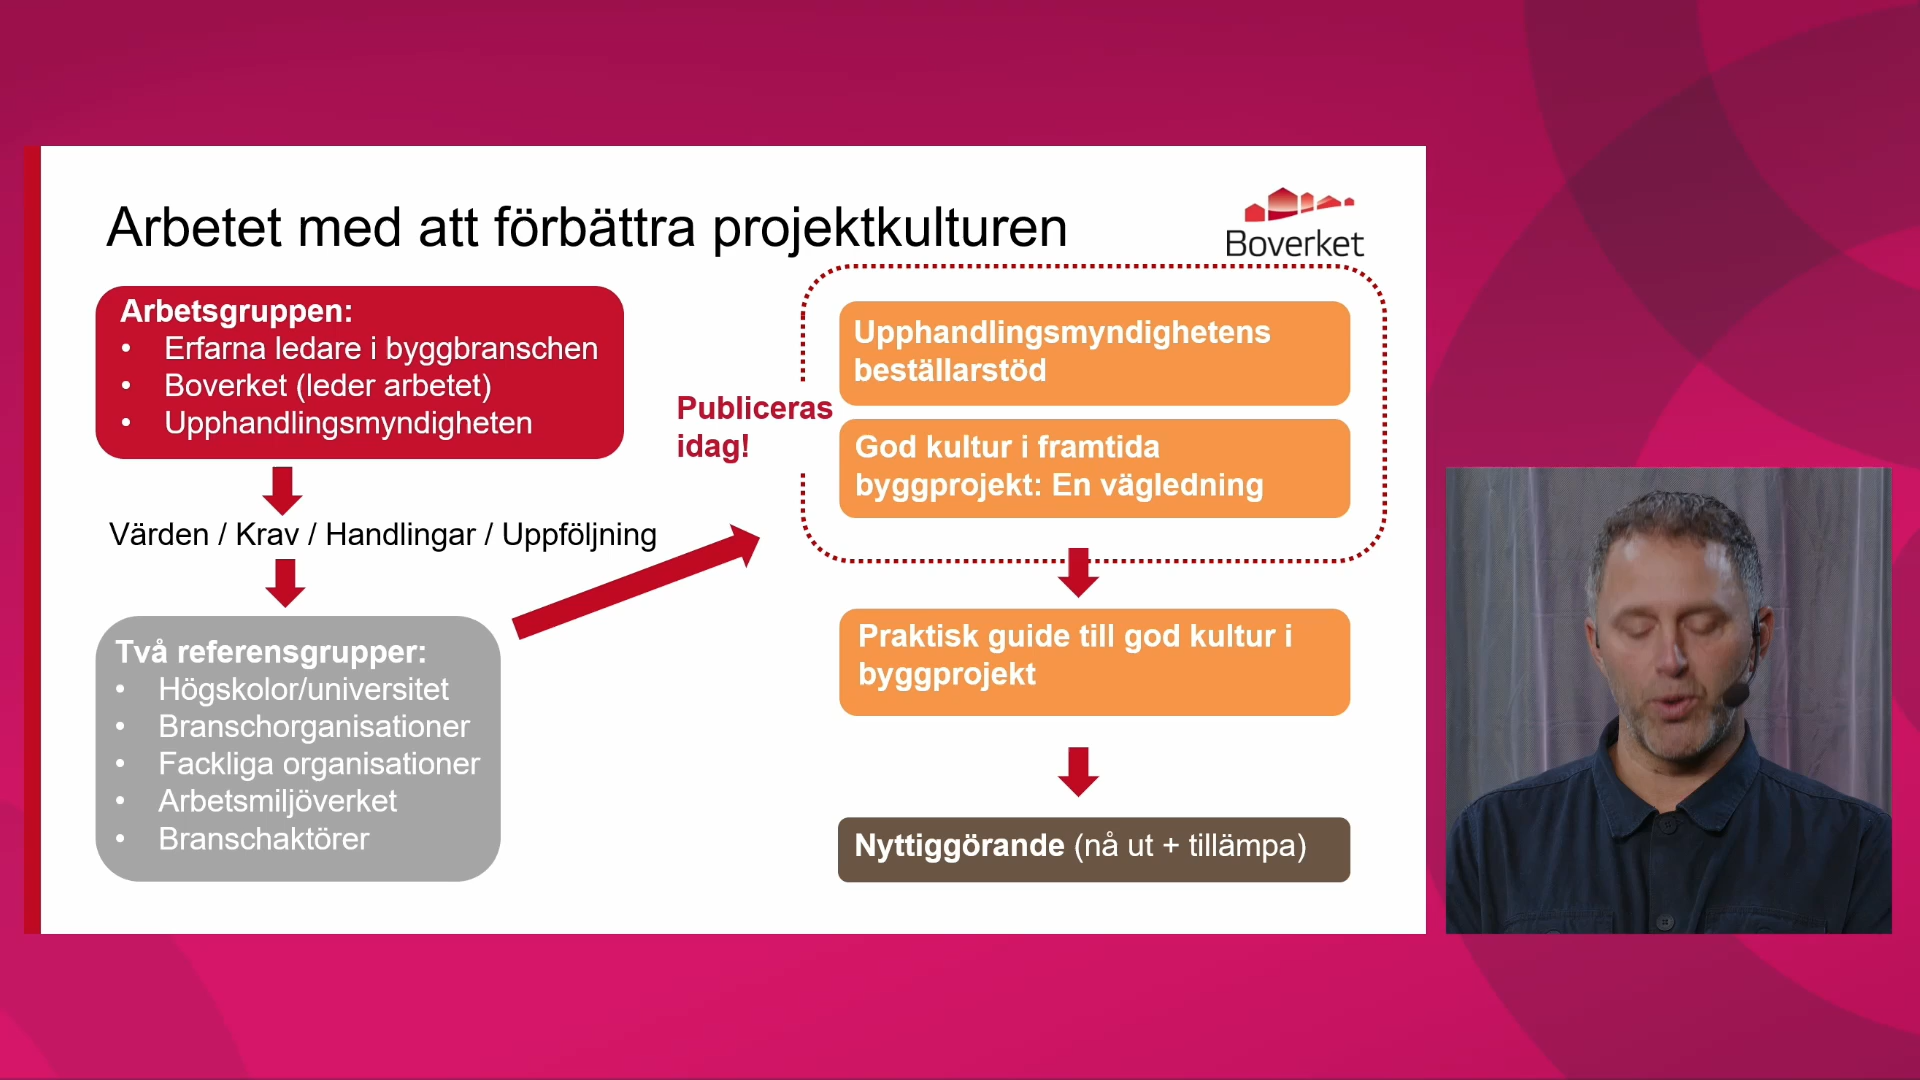 Arbetet med att förbättra projektkulturen
Boverket
Arbetsgruppen:
• Erfarna ledare i byggbranschen
• Boverket (leder arbetet)
• Upphandlingsmyndigheten
Värden / Krav / Handlingar / Uppföljning
Två referensgrupper:
• Högskolor/universitet
• Branschorganisationer
• Fackliga organisationer
• Arbetsmiljöverket
• Branschaktörer
Publiceras
idag!
Upphandlingsmyndighetens
beställarstöd
God kultur i framtida
byggprojekt: En vägledning
Praktisk guide till god kultur i
byggprojekt
Nyttiggörande (nå ut + tillämpa)